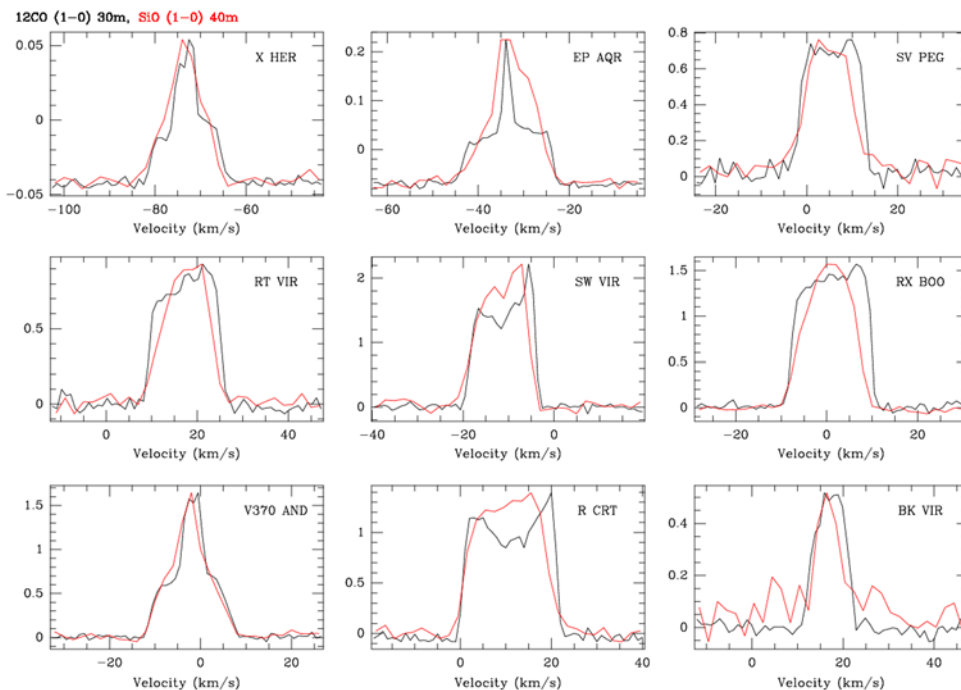 12CO (1−0) 30m, SiO (1−0) 40m
X HER
0.05
0
−0.05
−100 −80 −60
Velocity (km/s)
EP AQR
0.2
0.1
0
−60 −40 −20
Velocity (km/s)
SV PEG
0.8
0.6
0.4
0.2
0
−20 0 20
Velocity (km/s)
RT VIR
0.5
0
0 20 40
Velocity (km/s)
SW VIR
2
1
0
−40 −20 0
Velocity (km/s)
RX BOO
1.5
1
0.5
0
−20 0 20
Velocity (km/s)
V370 AND
1.5
1
0.5
0
−20 0 20
Velocity (km/s)
R CRT
1
0.5
0
0 20 40
Velocity (km/s)
BK VIR
0.4
0.2
0
0 20 40
Velocity (km/s)